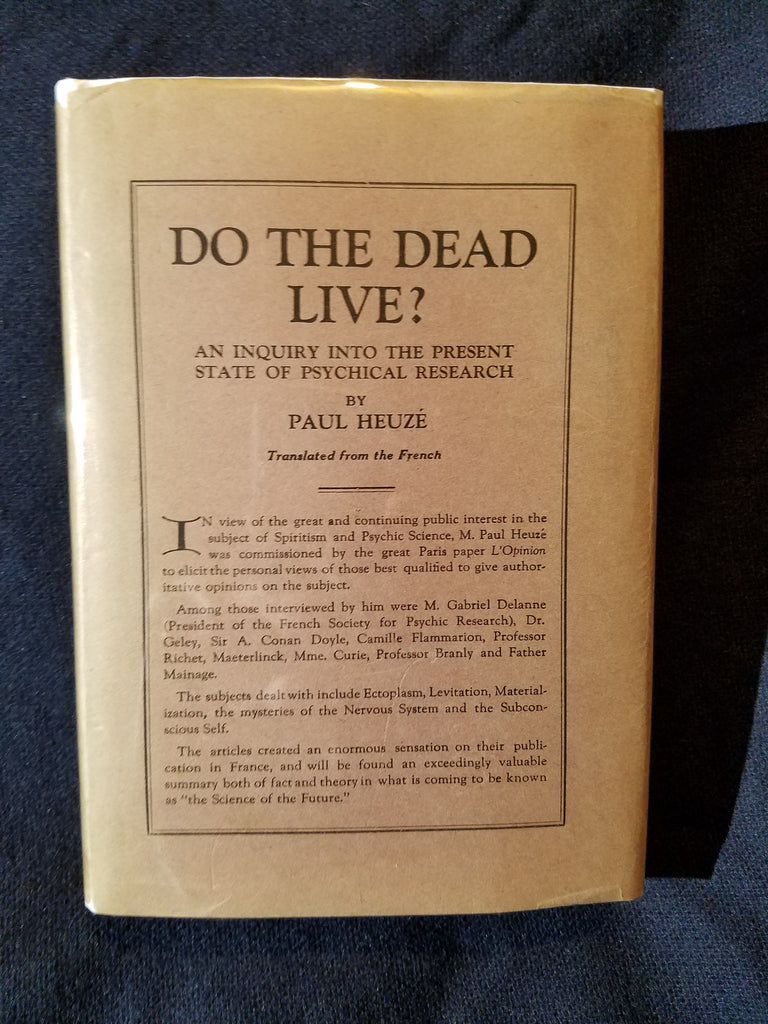 DO THE DEAD
LIVE?
AN INQUIRY INTO THE PRESENT
STATE OF PSYCHICAL RESEARCH
BY
PAUL HEUZÉ
Translated from the French
IN view of the great and continuing public interest in the
subject of Spiritism and Psychic Science, M. Paul Heuzé
was commissioned by the great Paris paper L'Opinion
to elicit the personal views of those best qualified to give author-
itative opinions on the subject.
Among those interviewed by him were M. Gabriel Delanne
(President of the French Society for Psychic Research), Dr.
Geley, Sir A. Conan Doyle, Camille Flammarion, Professor
Richet, Maeterlinck, Mme. Curie, Professor Branly and Father
Mainage.
The subjects dealt with include Ectoplasm, Levitation, Material-
ization, the mysteries of the Nervous System and the Subcon-
scious Self.
The articles created an enormous sensation on their publi-
cation in France, and will be found an exceedingly valuable
summary both of fact and theory in what is coming to be known
as "the Science of the Future."